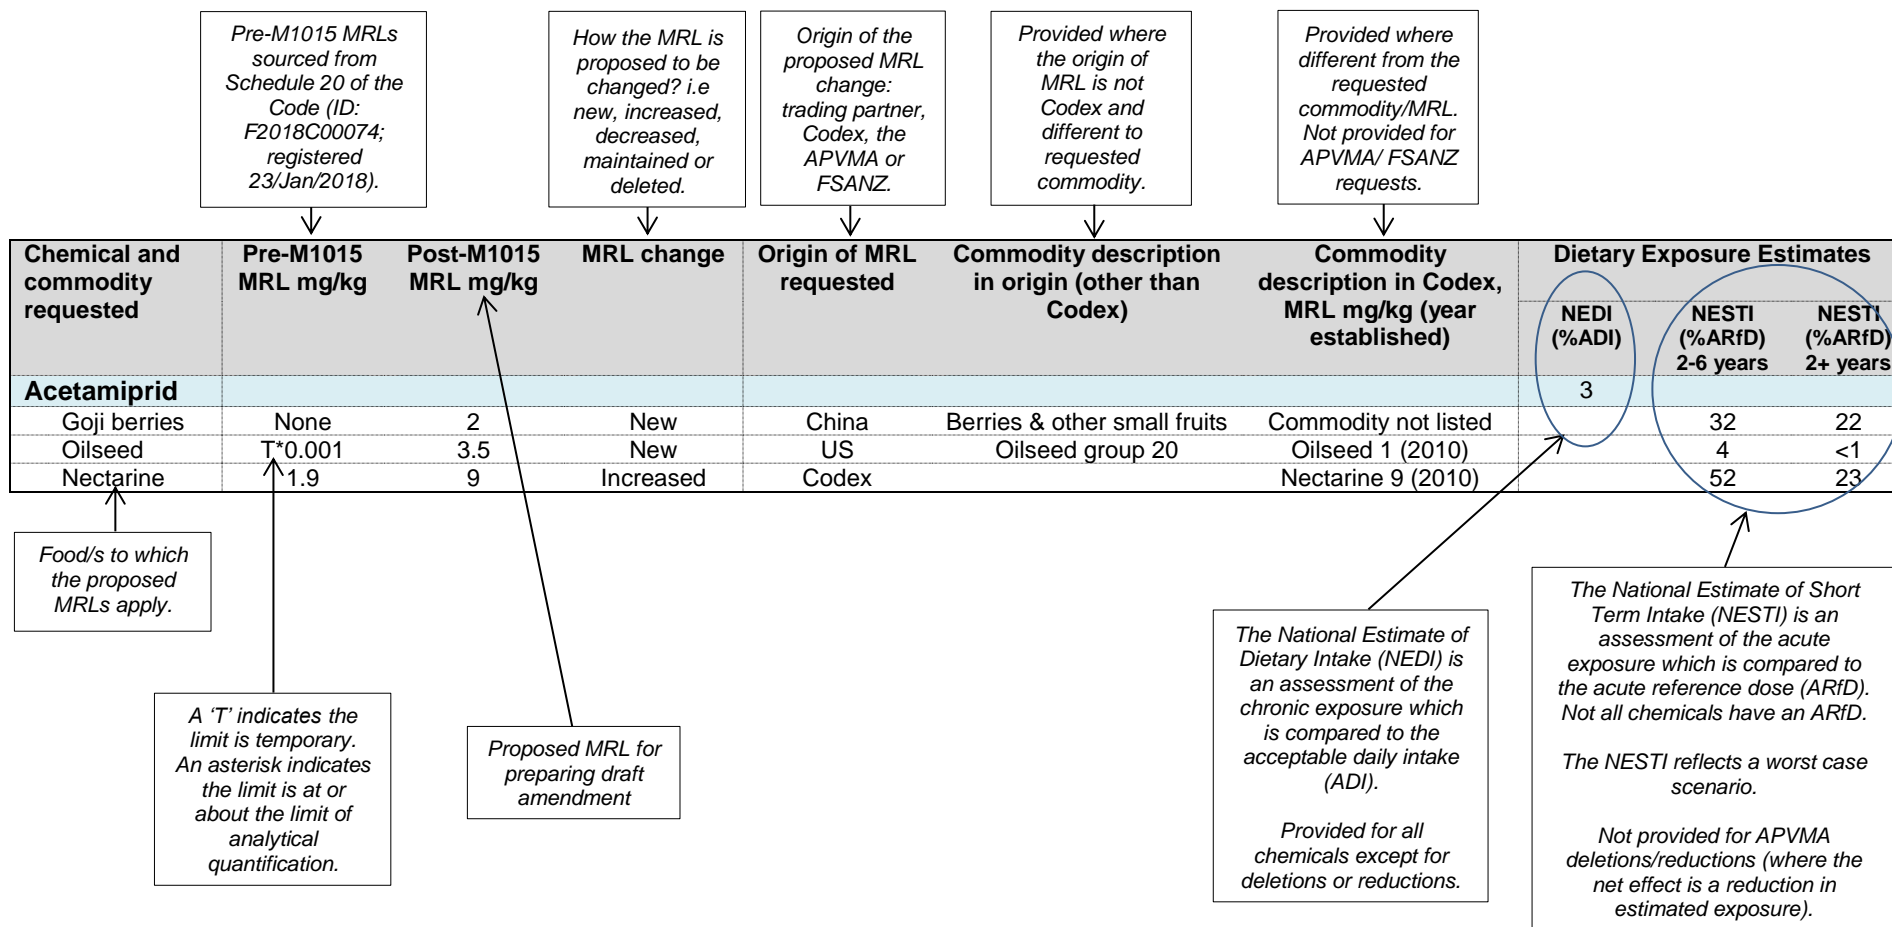 Pre-M1015 MRLs
sourced from
Schedule 20 of the
Code (ID:
F2018C00074;
registered
23/Jan/2018).
How the MRL is
proposed to be
changed? i.e
new, increased,
decreased,
maintained or
deleted.
Origin of the
proposed MRL
change:
trading partner,
Codex, the
APVMA or
FSANZ.
Provided where
the origin of
MRL is not
Codex and
different to
requested
commodity.
Provided where
different from the
requested
commodity/MRL.
Not provided for
APVMA/ FSANZ
requests.
Chemical and
commodity
requested
Pre-M1015
MRL mg/kg
Post-M1015
MRL mg/kg
MRL change
Origin of MRL
requested
Commodity description
in origin (other than
Codex)
Commodity
description in Codex,
MRL mg/kg (year
established)
Dietary Exposure Estimates
NEDI
(%ADI)
NESTI
(%ARfD)
2-6 years
NESTI
(%ARfD)
2+ years
Acetamiprid 3
Goji berries None 2 New China Berries & other small fruits Commodity not listed 32 22
Oilseed T*0.001 3.5 New US Oilseed group 20 Oilseed 1 (2010) 4 <1
Nectarine 1.9 9 Increased Codex Nectarine 9 (2010) 52 23
Food/s to which
the proposed
MRLs apply.
A ‘T’ indicates the
limit is temporary.
An asterisk indicates
the limit is at or
about the limit of
analytical
quantification.
Proposed MRL for
preparing draft
amendment
The National Estimate of
Dietary Intake (NEDI) is
an assessment of the
chronic exposure which
is compared to the
acceptable daily intake
(ADI).
Provided for all
chemicals except for
deletions or reductions.
The National Estimate of Short
Term Intake (NESTI) is an
assessment of the acute
exposure which is compared to
the acute reference dose (ARfD).
Not all chemicals have an ARfD.
The NESTI reflects a worst case
scenario.
Not provided for APVMA
deletions/reductions (where the
net effect is a reduction in
estimated exposure).